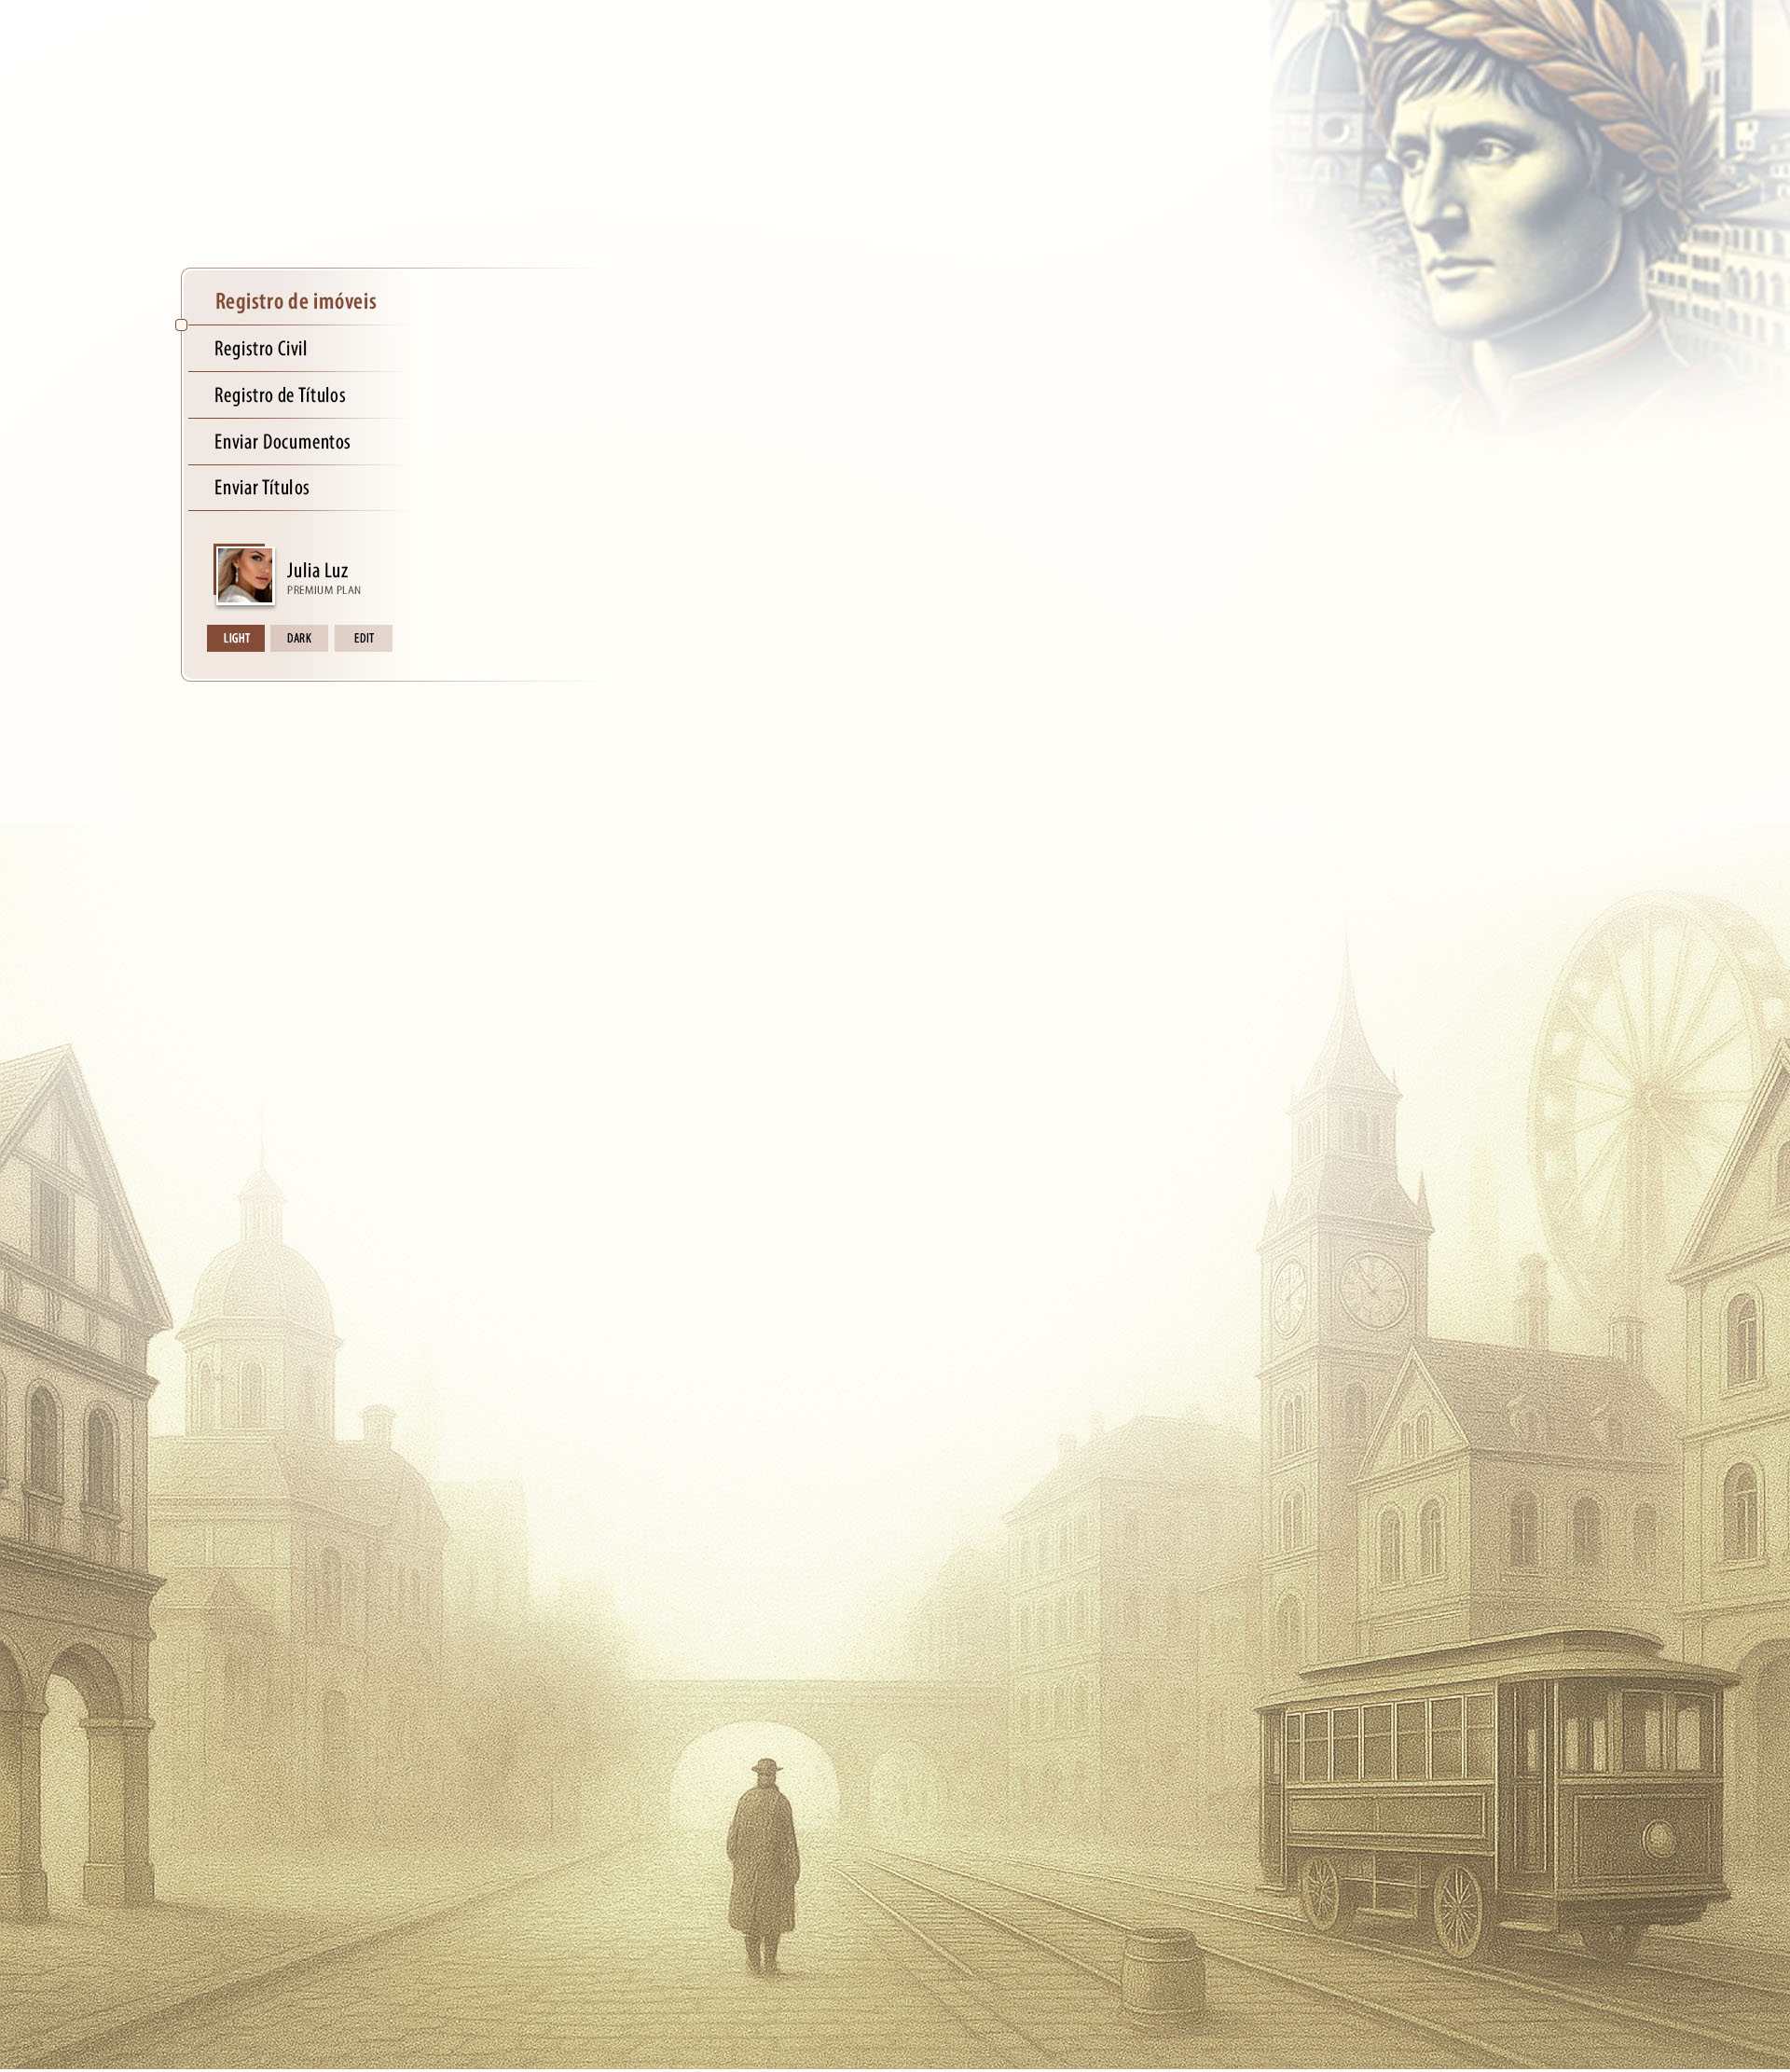 Registro de imóveis
Registro Civil
Registro de Títulos
Enviar Documentos
Enviar Títulos
Julia Luz
PREMIUM PLAN
LIGHT DARK EDIT